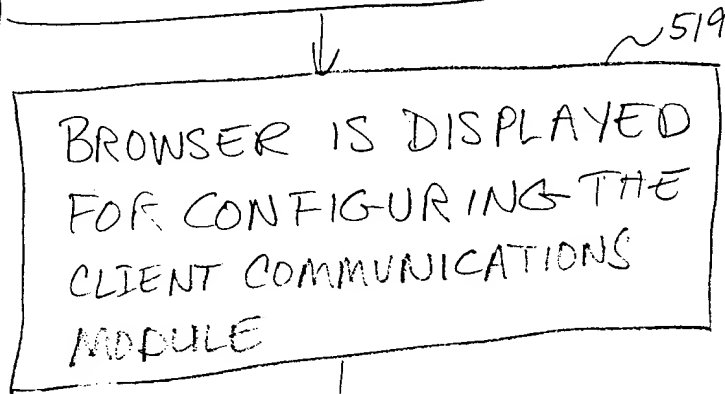 519
BROWSER IS DISPLAYED
FOR CONFIGURING THE
CLIENT COMMUNICATIONS
MODULE